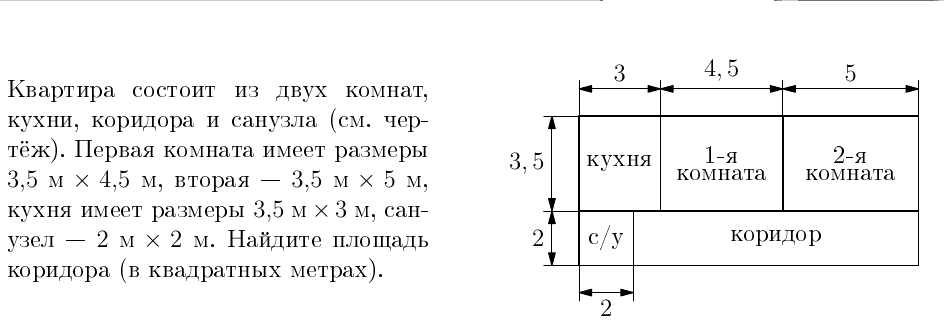 Квартира состоит из двух комнат,
кухни, коридора и санузла (см. чер-
тёж). Первая комната имеет размеры
3,5 м × 4,5 м, вторая — 3,5 м × 5 м,
кухня имеет размеры 3,5 м × 3 м, сан-
узел — 2 м × 2 м. Найдите площадь
коридора (в квадратных метрах).
3 4,5 5
3,5
кухня
1-я
комната
2-я
комната
2
с/у
коридор
2